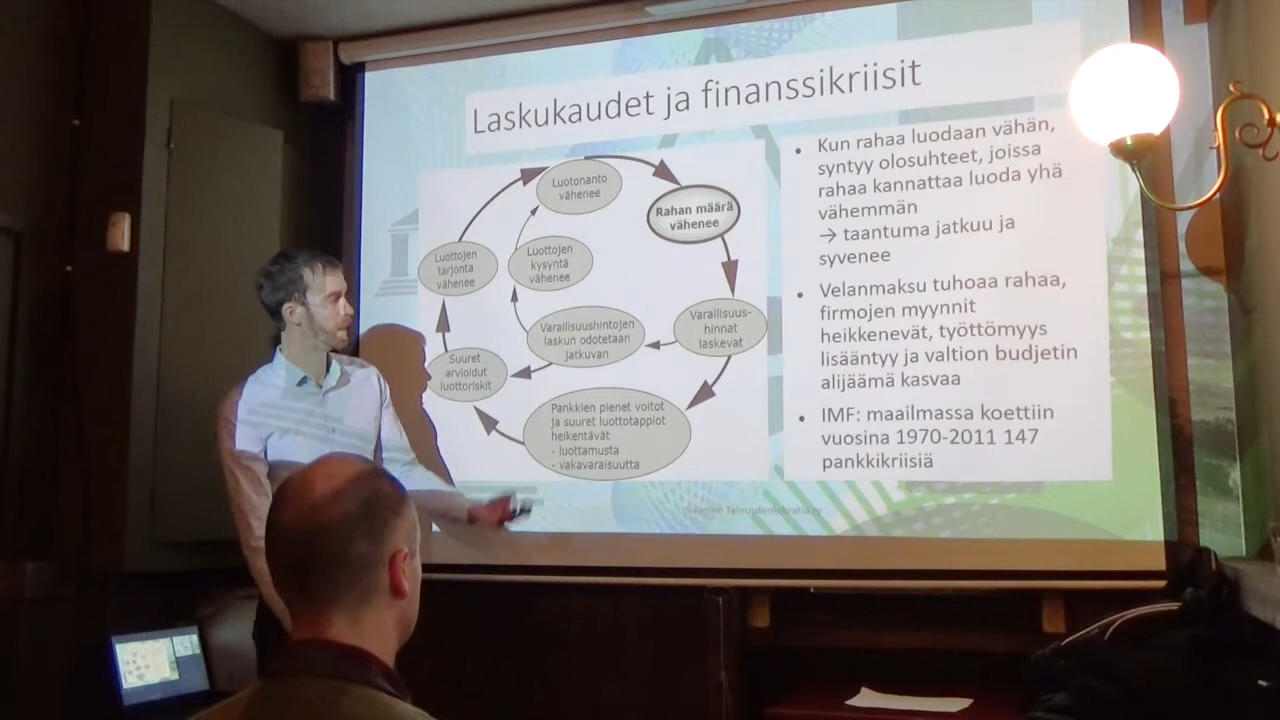 Laskukaudet ja finanssikriisit
Luotonanto
vähenee
Rahan määrä
vähenee
Luottojen
tarjonta
vähenee
Luottojen
kysyntä
vähenee
Varallisuushintojen
laskun odotetaan
jatkuvan
Varallisuus-
hinnat
laskevat
Suuret
arvioidut
luottoriskit
Pankkien pienet voitot
ja suuret luottotappiot
heikentävät
- luottamusta
- vakavaraisuutta
• Kun rahaa luodaan vähän,
syntyy olosuhteet, joissa
rahaa kannattaa luoda yhä
vähemmän
→ taantuma jatkuu ja
syvenee
• Velanmaksu tuhoaa rahaa,
firmojen myynnit
heikkenevät, työttömyys
lisääntyy ja valtion budjetin
alijäämä kasvaa
• IMF: maailmassa koettiin
vuosina 1970-2011 147
pankkikriisiä
Suomen Talousdemokratia ry